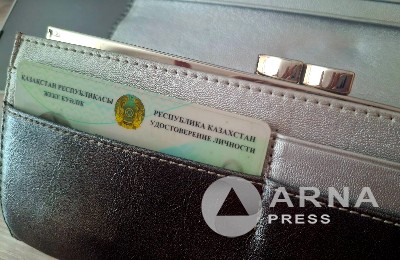 ҚАЗАҚСТАН РЕСПУБЛИКАСЫ
ЖЕКЕ КУӘЛІК
РЕСПУБЛИКА КАЗАХСТАН
УДОСТОВЕРЕНИЕ ЛИЧНОСТИ
ARNA
PRESS